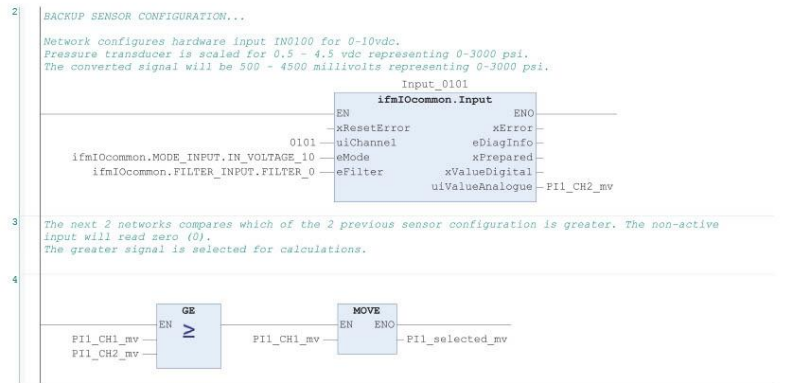 2
BACKUP SENSOR CONFIGURATION...
Network configures hardware input IN0100 for 0-10vdc.
Pressure transducer is scaled for 0.5 - 4.5 vdc representing 0-3000 psi.
The converted signal will be 500 - 4500 millivolts representing 0-3000 psi.
Input_0101
ifmIOcommon.Input
EN ENO
xResetError xError
0101 uiChannel eDiagInfo
ifmIOcommon.MODE_INPUT.IN_VOLTAGE_10 eMode xPrepared
ifmIOcommon.FILTER_INPUT.FILTER_0 eFilter xValueDigital
uiValueAnalogue PI1_CH2_mv
3
The next 2 networks compares which of the 2 previous sensor configuration is greater. The non-active
input will read zero (0).
The greater signal is selected for calculations.
4
GE MOVE
EN ≥ EN ENO
PI1_CH1_mv PI1_CH1_mv PI1_selected_mv
PI1_CH2_mv